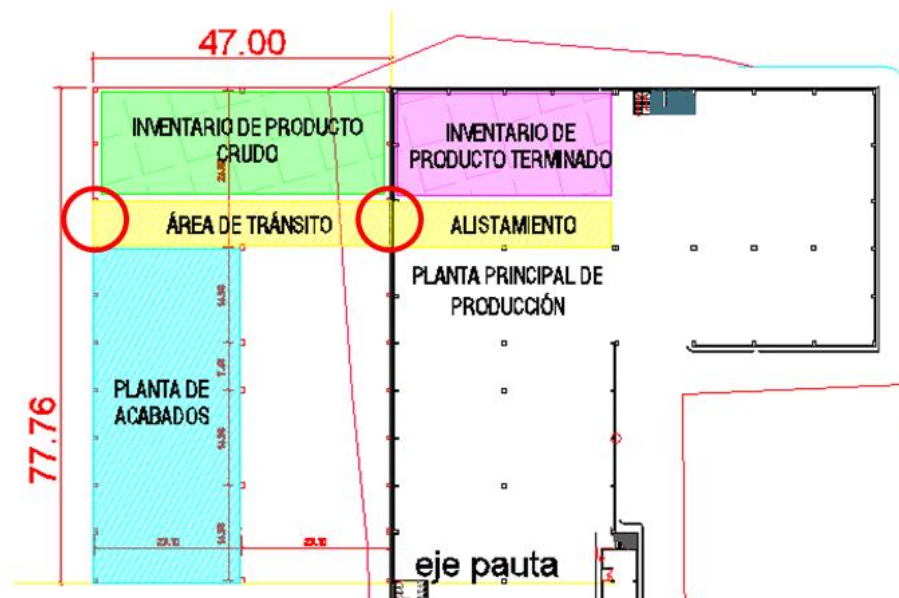 47.00
INVENTARIO DE PRODUCTO
CRUDO
INVENTARIO DE
PRODUCTO TERMINADO
ÁREA DE TRÁNSITO
ALISTAMIENTO
PLANTA PRINCIPAL DE
PRODUCCIÓN
PLANTA DE
ACABADOS
77.76
eje pauta